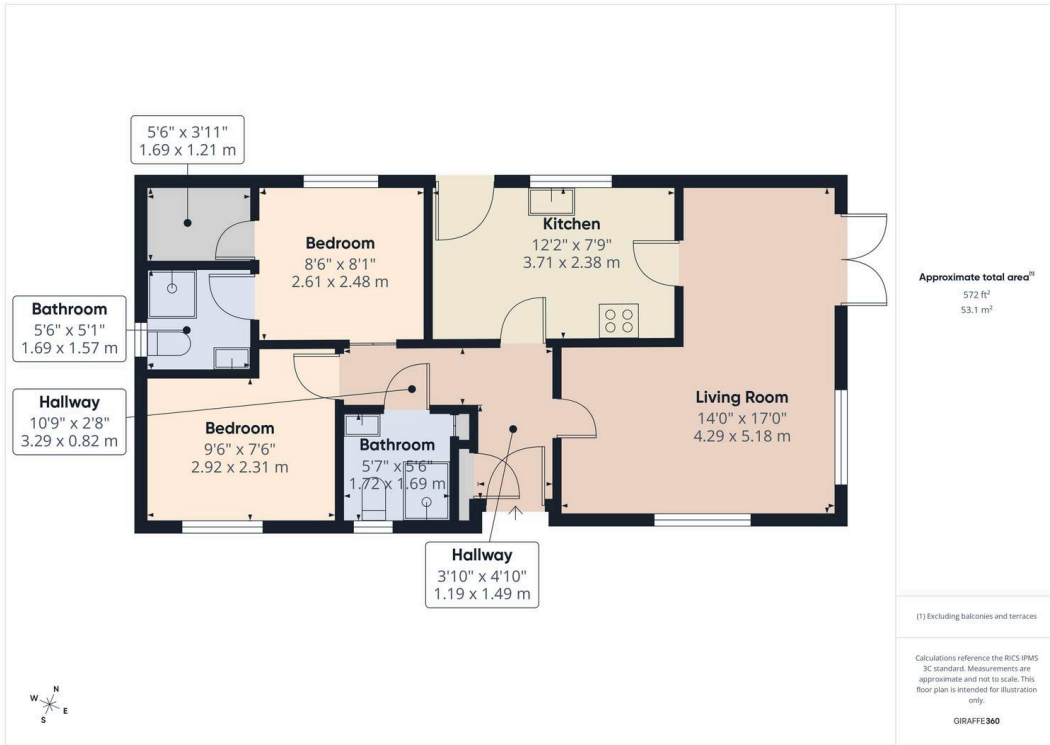 5'6" x 3'11"
1.69 x 1.21 m
Bedroom
8'6" x 8'1"
2.61 x 2.48 m
Kitchen
12'2" x 7'9"
3.71 x 2.38 m
Bathroom
5'6" x 5'1"
1.69 x 1.57 m
Hallway
10'9" x 2'8"
3.29 x 0.82 m
Bedroom
9'6" x 7'6"
2.92 x 2.31 m
Bathroom
5'7" x 5'6"
1.72 x 1.69 m
Living Room
14'0" x 17'0"
4.29 x 5.18 m
Hallway
3'10" x 4'10"
1.19 x 1.49 m
N
W
E
S
Approximate total area(1)
572 ft²
53.1 m²
(1) Excluding balconies and terraces
Calculations reference the RICS IPMS
3C standard. Measurements are
approximate and not to scale. This
floor plan is intended for illustration
only.
GIRAFFE360